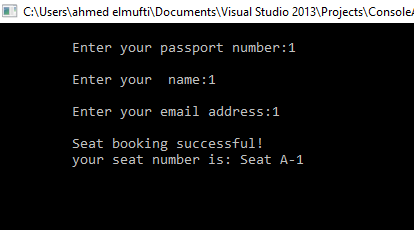 C:\Users\ahmed elmufti\Documents\Visual Studio 2013\Projects\ConsoleA
Enter your passport number:1
Enter your  name:1
Enter your email address:1
Seat booking successful!
your seat number is: Seat A-1